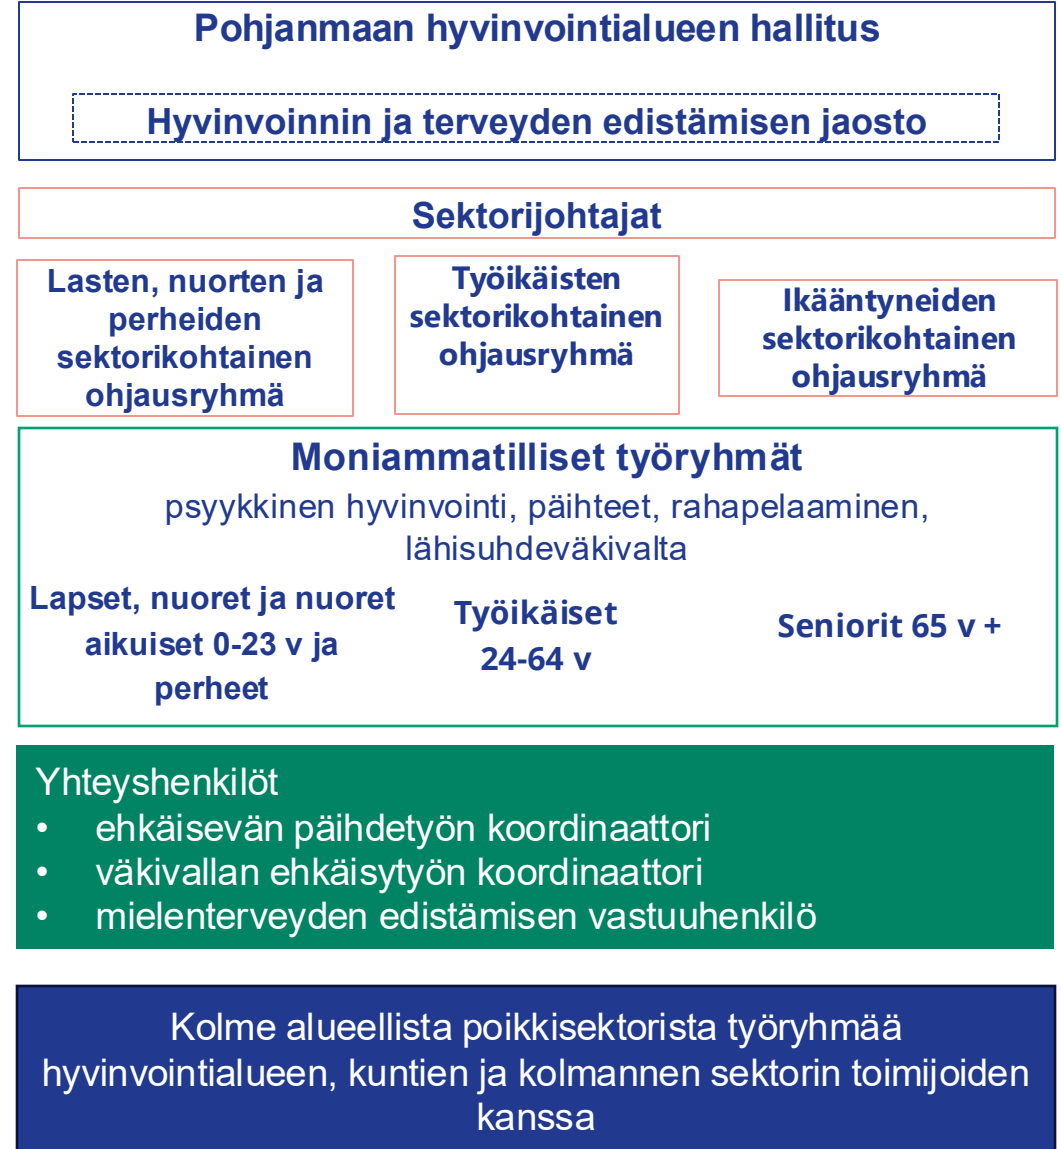 Pohjanmaan hyvinvointialueen hallitus
Hyvinvoinnin ja terveyden edistämisen jaosto
Sektorijohtajat
Lasten, nuorten ja
perheiden
sektorikohtainen
ohjausryhmä
Työikäisten
sektorikohtainen
ohjausryhmä
Ikääntyneiden
sektorikohtainen
ohjausryhmä
Moniammatilliset työryhmät
psyykkinen hyvinvointi, päihteet, rahapelaaminen,
lähisuhdeväkivalta
Lapset, nuoret ja nuoret
aikuiset 0-23 v ja
perheet
Työikäiset
24-64 v
Seniorit 65 v +
Yhteyshenkilöt
• ehkäisevän päihdetyön koordinaattori
• väkivallan ehkäisytyön koordinaattori
• mielenterveyden edistämisen vastuuhenkilö
Kolme alueellista poikkisektorista työryhmää
hyvinvointialueen, kuntien ja kolmannen sektorin toimijoiden
kanssa